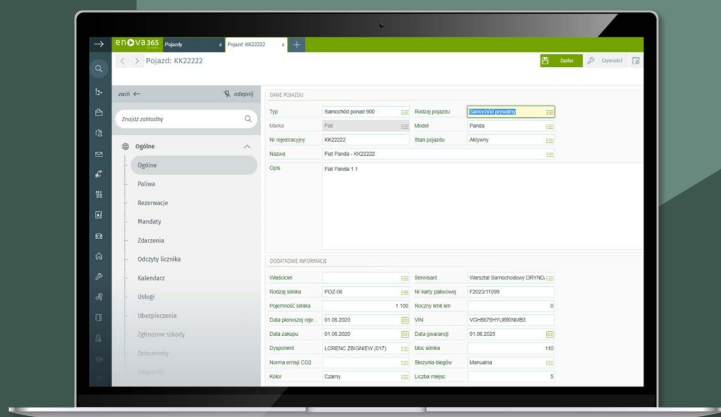 enova365 Pojazdy x Pojazd: KK22222 x
Pojazd: KK22222 Zapisz Czynności
zwiń odepnij
Znajdź zakładkę
Ogólne
Ogólne
Paliwa
Rezerwacje
Mandaty
Zdarzenia
Odczyty licznika
Kalendarz
Usługi
Ubezpieczenia
Zgłoszone szkody
Dokumenty
DANE POJAZDU
Typ Samochód ponad 900 Rodzaj pojazdu Samochód prywatny
Marka Fiat Model Panda
Nr rejestracyjny KK22222 Stan pojazdu Aktywny
Nazwa Fiat Panda - KK22222
Opis Fiat Panda 1.1
DODATKOWE INFORMACJE
Właściciel Serwisant Warsztat Samochodowy
Rodzaj silnika POZ-06 Nr karty paliwowej F2023/11099
Pojemność silnika 1 100 Roczny limit km 0
Data pierwszej reje... 01.06.2020 VIN
Data zakupu 01.06.2020 Data gwarancji 01.06.2025
Dysponent LORENC ZBIGNIEW (017) Moc silnika 110
Norma emisji CO2 Skrzynia biegów Manualna
Kolor Czarny Liczba miejsc 5